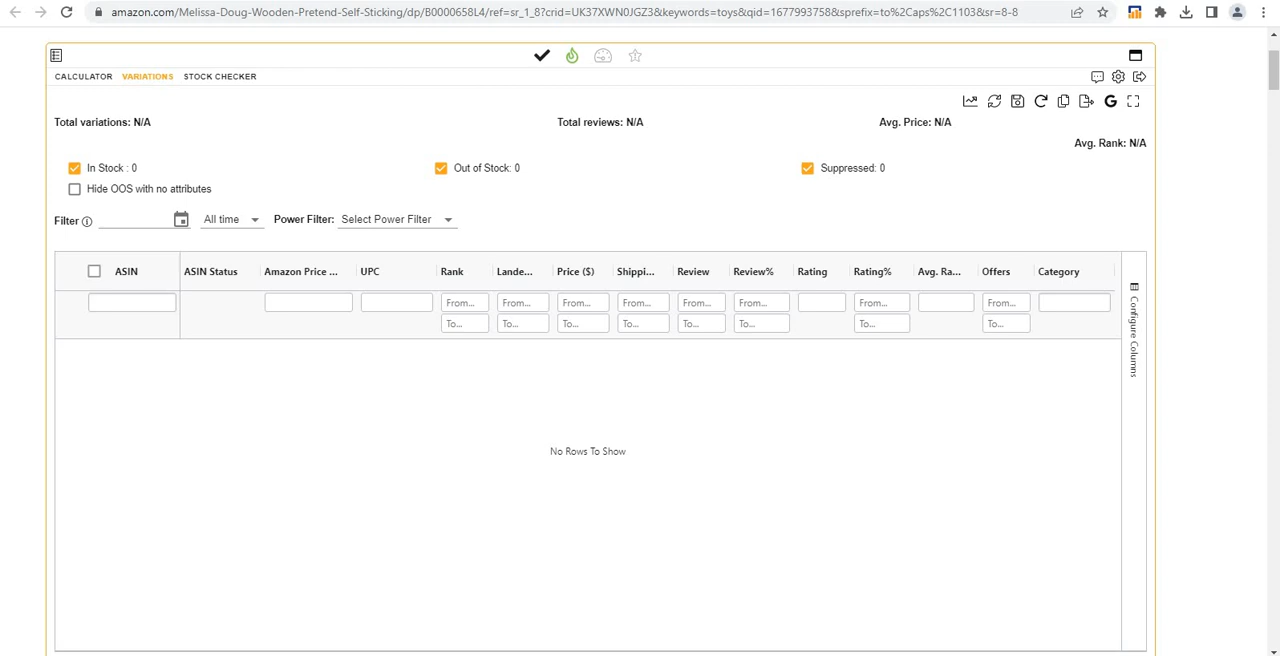 amazon.com/Melissa-Doug-Wooden-Pretend-Self-Sticking/dp/B0000658L4/ref=sr_1_8?crid=UK37XWN0JGZ3&keywords=toys&qid=1677993758&sprefix=to%2Caps%2C1103&sr=8-8
CALCULATOR VARIATIONS STOCK CHECKER
Total variations: N/A Total reviews: N/A Avg. Price: N/A
Avg. Rank: N/A
In Stock : 0 Out of Stock: 0 Suppressed: 0
Hide OOS with no attributes
Filter All time Power Filter: Select Power Filter
ASIN ASIN Status Amazon Price ... UPC Rank Lande... Price ($) Shippi... Review Review% Rating Rating% Avg. Ra... Offers Category
From... From... From... From... From... From... From... From...
To... To... To... To... To... To... To... To...
Configure Columns
No Rows To Show